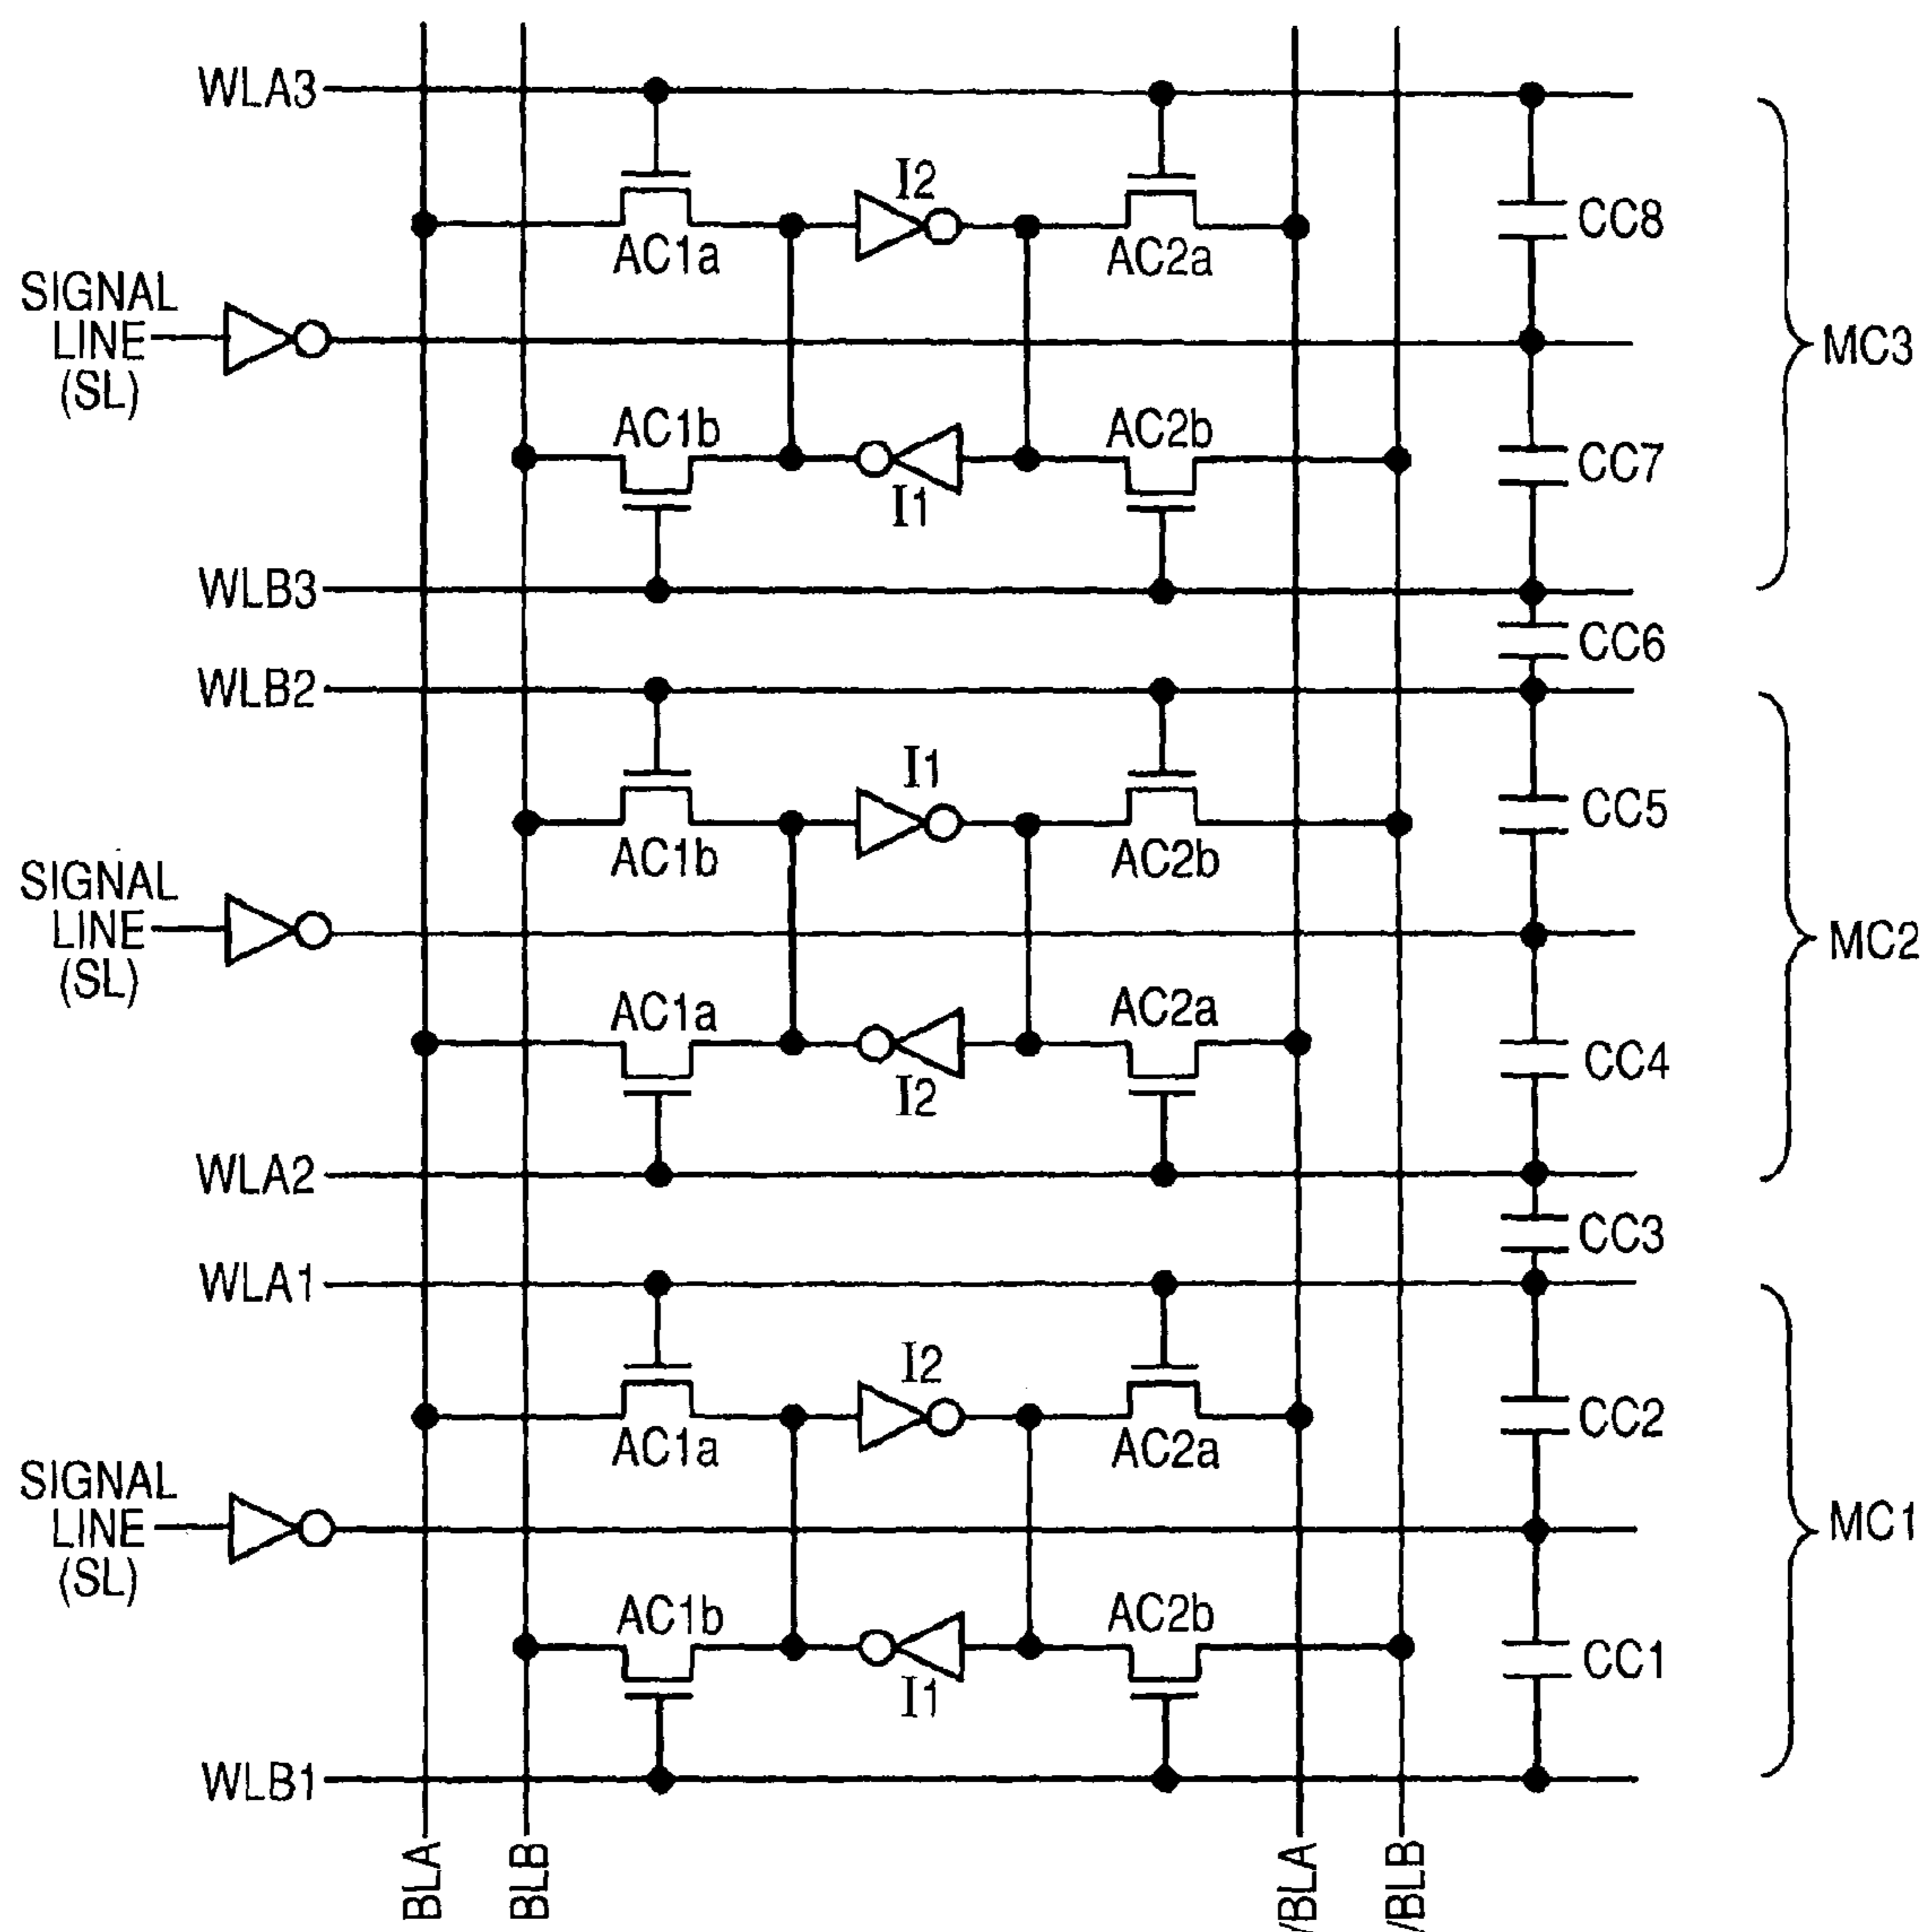 WLA3
I2
CC8
AC1a
AC2a
SIGNAL
LINE
(SL)
MC3
AC1b
AC2b
CC7
I1
WLB3
CC6
WLB2
I1
CC5
AC1b
AC2b
SIGNAL
LINE
(SL)
MC2
AC1a
AC2a
CC4
I2
WLA2
CC3
WLA1
I2
CC2
AC1a
AC2a
SIGNAL
LINE
(SL)
MC1
AC1b
AC2b
CC1
I1
WLB1
BLA
BLB
/BLA
/BLB